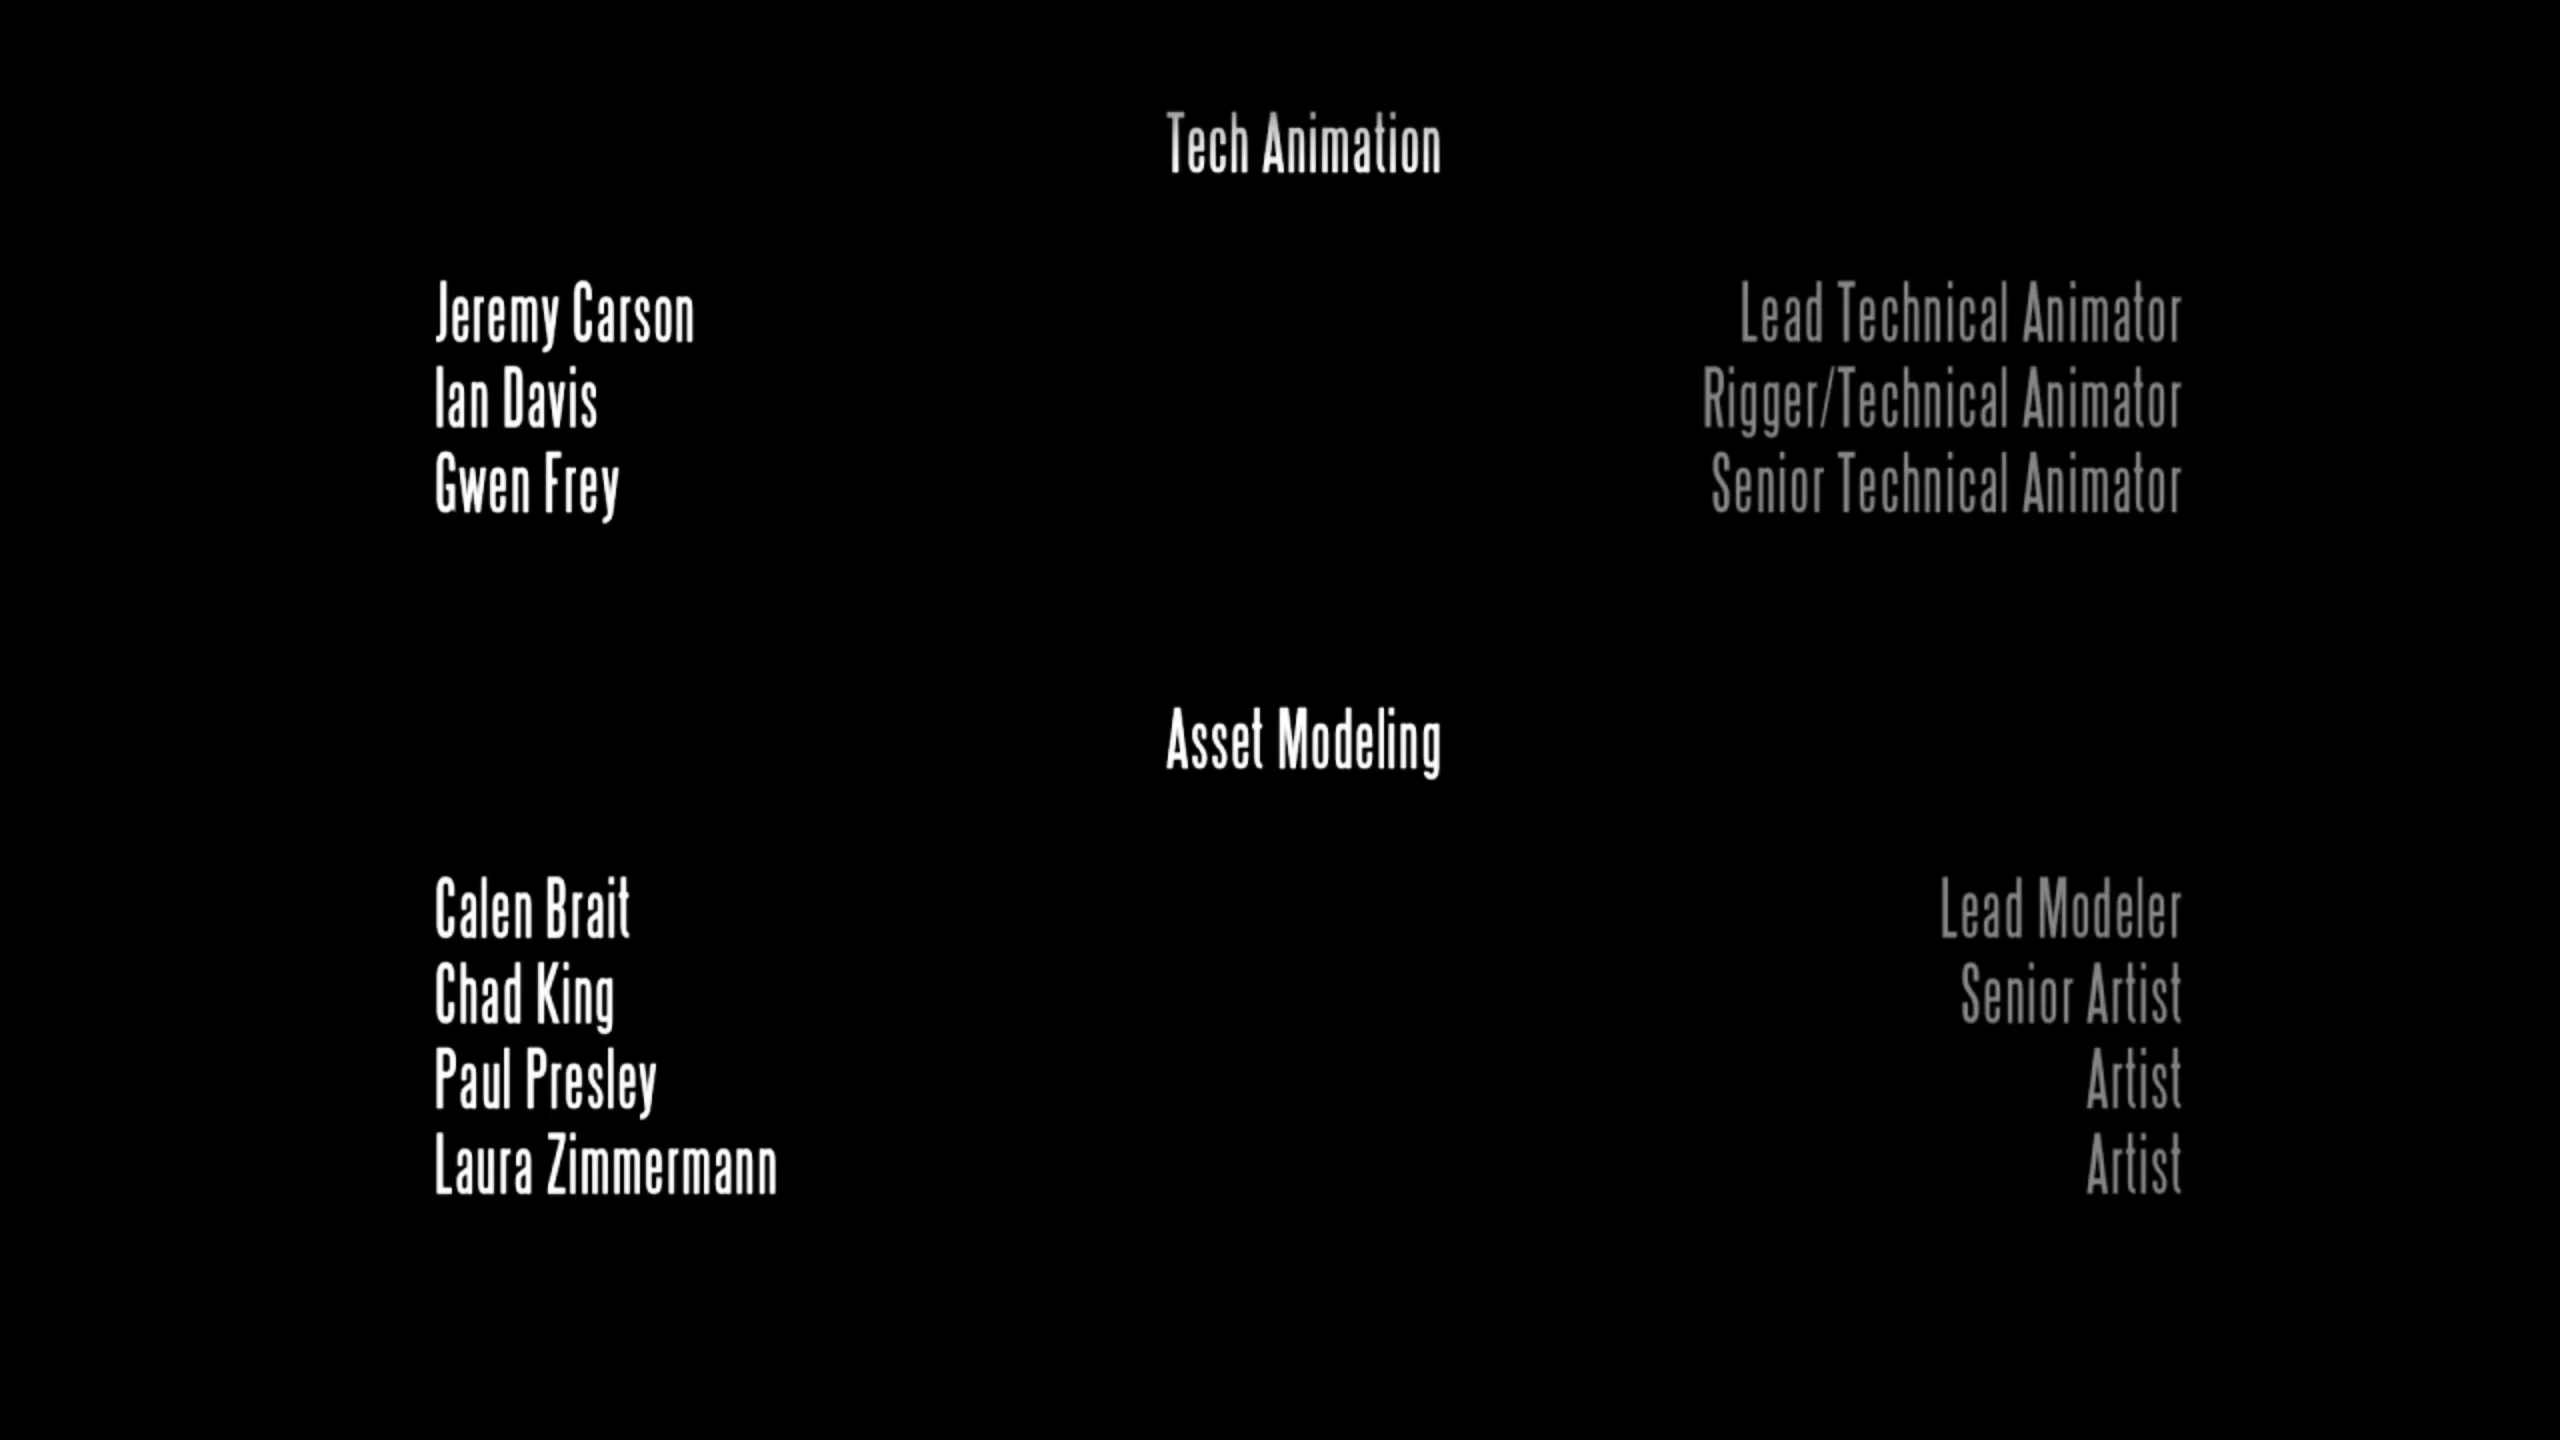 Tech Animation
Jeremy Carson Lead Technical Animator
Ian Davis Rigger/Technical Animator
Gwen Frey Senior Technical Animator
Asset Modeling
Calen Brait Lead Modeler
Chad King Senior Artist
Paul Presley Artist
Laura Zimmermann Artist